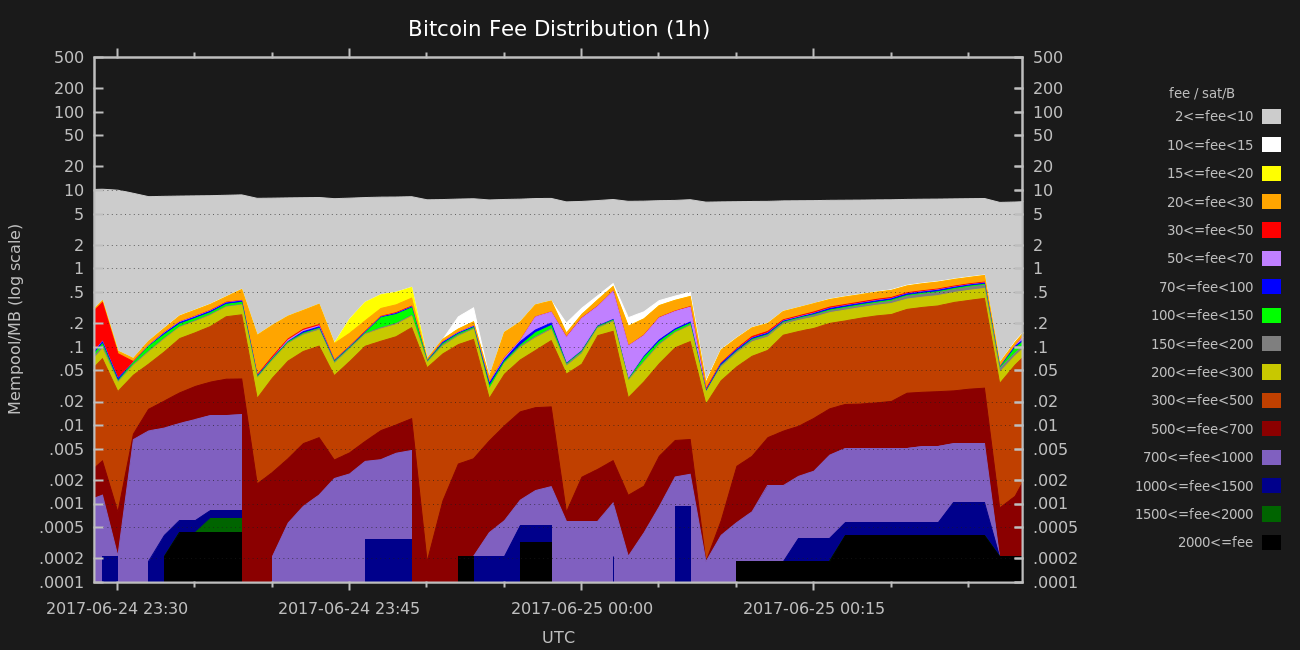 Bitcoin Fee Distribution (1h)
Mempool/MB (log scale)
500 500
200 200
100 100
50 50
20 20
10 10
5 5
2 2
1 1
.5 .5
.2 .2
.1 .1
.05 .05
.02 .02
.01 .01
.005 .005
.002 .002
.001 .001
.0005 .0005
.0002 .0002
.0001 .0001
2017-06-24 23:30 2017-06-24 23:45 2017-06-25 00:00 2017-06-25 00:15
UTC
fee / sat/B
2<=fee<10
10<=fee<15
15<=fee<20
20<=fee<30
30<=fee<50
50<=fee<70
70<=fee<100
100<=fee<150
150<=fee<200
200<=fee<300
300<=fee<500
500<=fee<700
700<=fee<1000
1000<=fee<1500
1500<=fee<2000
2000<=fee